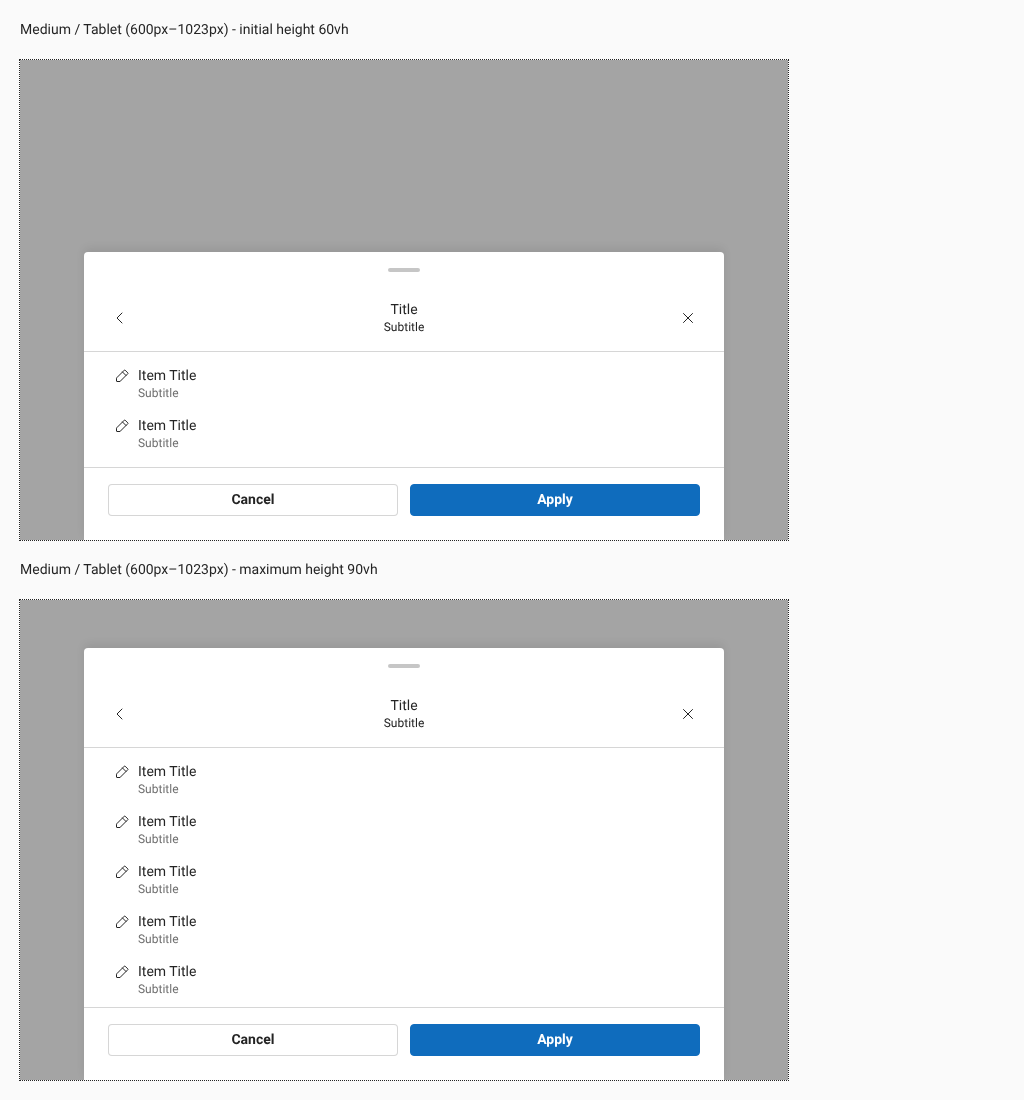 Medium / Tablet (600px–1023px) - initial height 60vh
Title
Subtitle
Item Title
Subtitle
Item Title
Subtitle
Cancel
Apply
Medium / Tablet (600px–1023px) - maximum height 90vh
Title
Subtitle
Item Title
Subtitle
Item Title
Subtitle
Item Title
Subtitle
Item Title
Subtitle
Item Title
Subtitle
Cancel
Apply